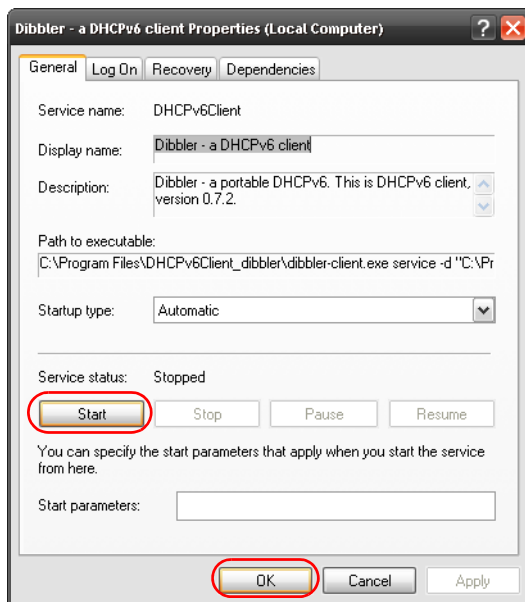 Dibbler - a DHCPv6 client Properties (Local Computer)
General Log On Recovery Dependencies
Service name: DHCPv6Client
Display name: Dibbler - a DHCPv6 client
Description: Dibbler - a portable DHCPv6. This is DHCPv6 client,
version 0.7.2.
Path to executable:
C:\Program Files\DHCPv6Client_dibbler\dibbler-client.exe service -d "C:\Pr
Startup type: Automatic
Service status: Stopped
Start Stop Pause Resume
You can specify the start parameters that apply when you start the service
from here.
Start parameters:
OK Cancel Apply